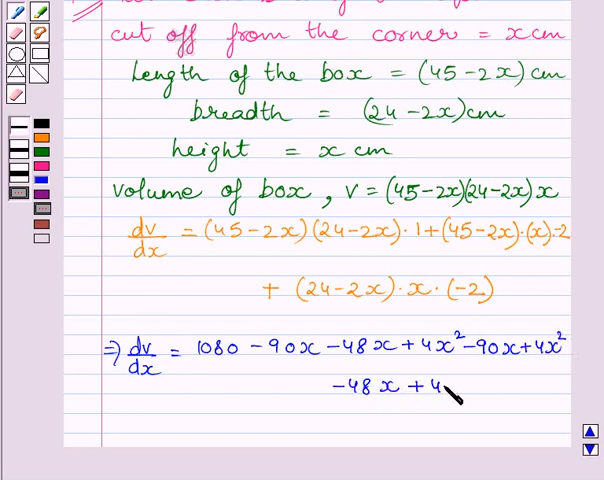 cut off from the corner = x cm
Length of the box = (45-2x) cm
breadth = (24-2x) cm
height = x cm
volume of box, v = (45-2x)(24-2x)x
dv/dx = (45-2x)(24-2x)·1+(45-2x)·(x)·-2
+ (24-2x)·x·(-2)
⇒ dv/dx = 1080 - 90x - 48x + 4x² - 90x + 4x²
- 48x + 4